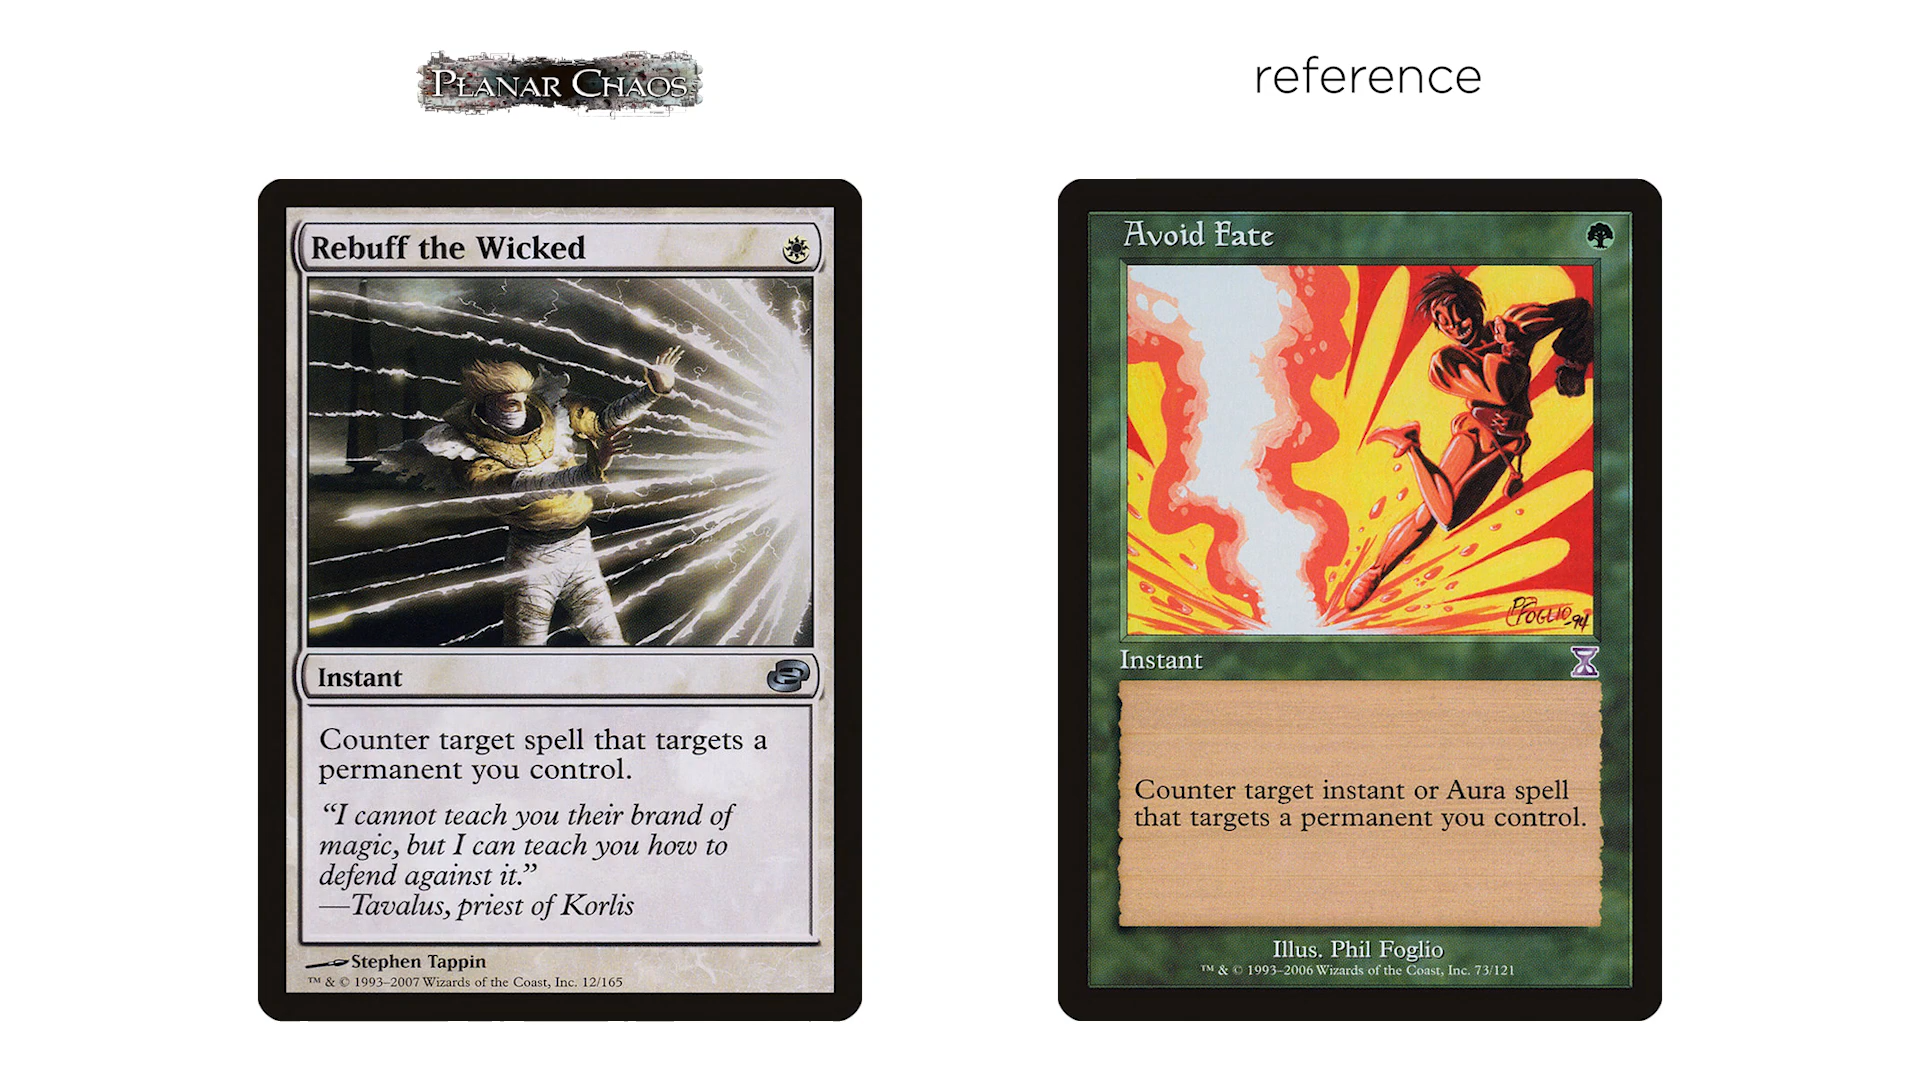 PLANAR CHAOS
reference
Rebuff the Wicked
Instant
Counter target spell that targets a
permanent you control.
“I cannot teach you their brand of
magic, but I can teach you how to
defend against it.”
—Tavalus, priest of Korlis
Stephen Tappin
™ & © 1993–2007 Wizards of the Coast, Inc. 12/165
Avoid Fate
PFOGLIO_94
Instant
Counter target instant or Aura spell
that targets a permanent you control.
Illus. Phil Foglio
™ & © 1993–2006 Wizards of the Coast, Inc. 73/121